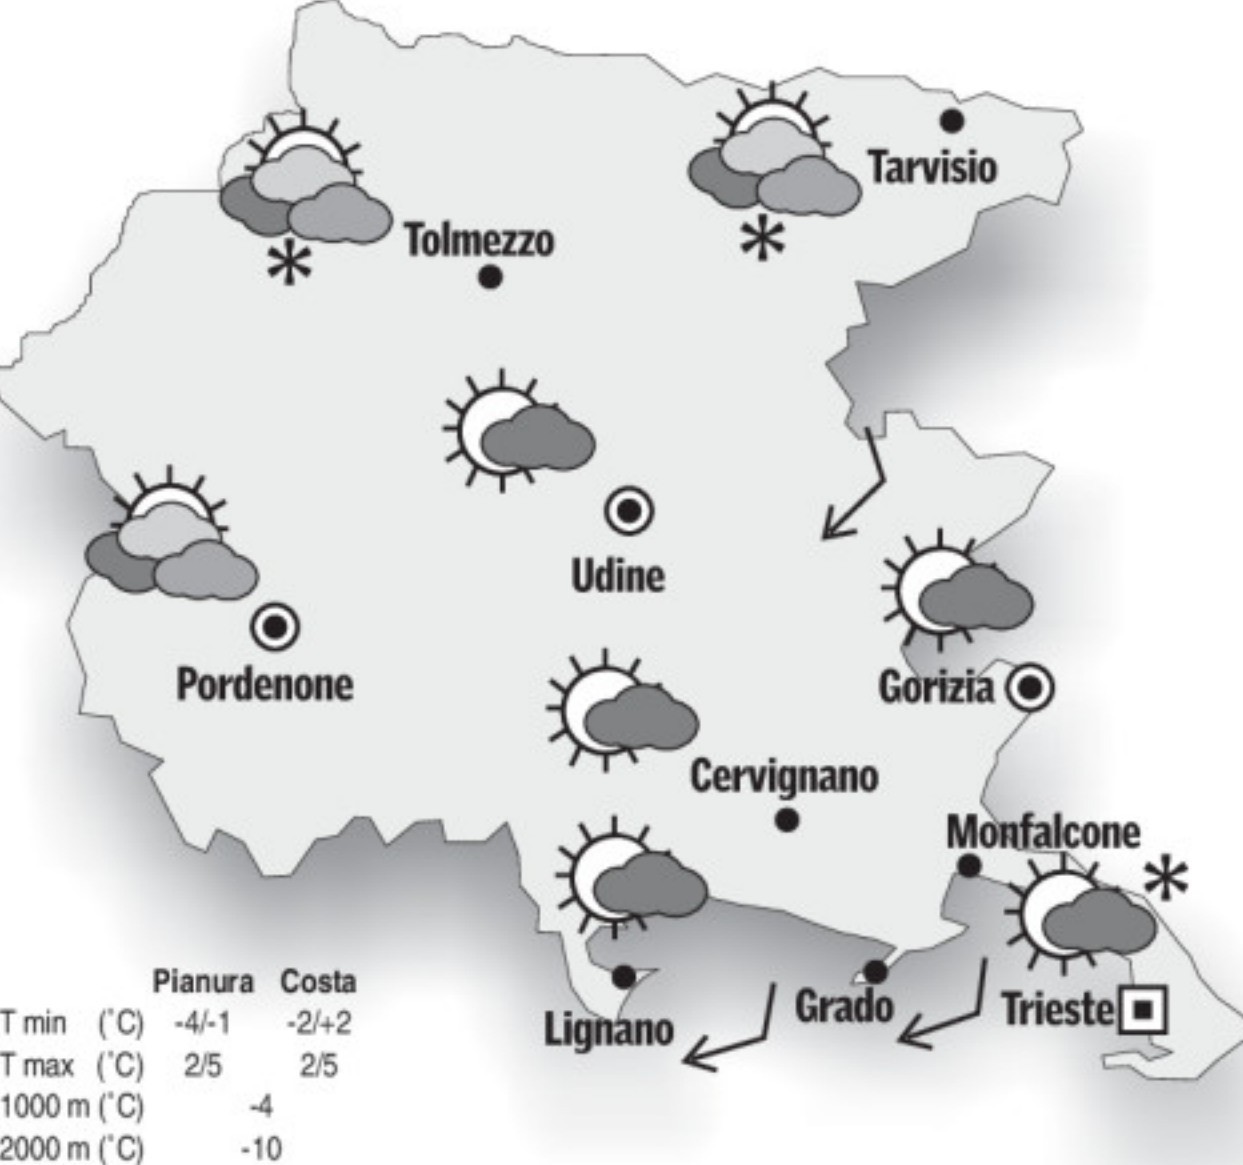 Tarvisio
Tolmezzo
Udine
Pordenone
Gorizia
Cervignano
Monfalcone
Grado
Trieste
Lignano
Pianura Costa
T min (°C) -4/-1 -2/+2
T max (°C) 2/5 2/5
1000 m (°C) -4
2000 m (°C) -10